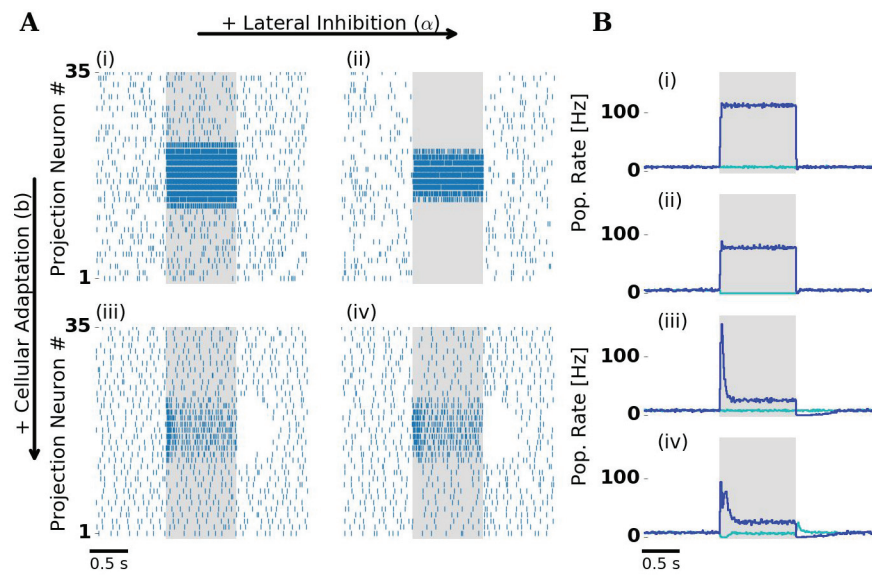 A
+ Lateral Inhibition (α)
B
(i)
(ii)
35
Projection Neuron #
1
+ Cellular Adaptation (b)
(iii)
(iv)
35
Projection Neuron #
1
0.5 s
(i)
100
0
Pop. Rate [Hz]
(ii)
100
0
(iii)
100
0
Pop. Rate [Hz]
(iv)
100
0
0.5 s